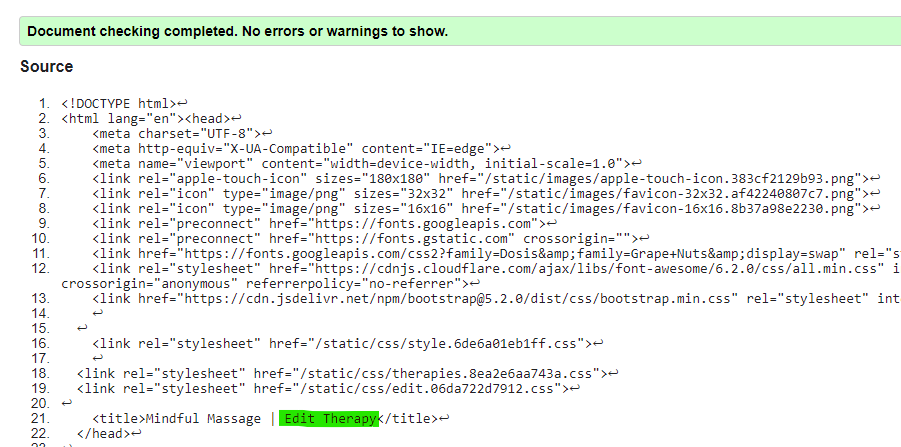 Document checking completed. No errors or warnings to show.
Source
1. <!DOCTYPE html>↩
2. <html lang="en"><head>↩
3. <meta charset="UTF-8">↩
4. <meta http-equiv="X-UA-Compatible" content="IE=edge">↩
5. <meta name="viewport" content="width=device-width, initial-scale=1.0">↩
6. <link rel="apple-touch-icon" sizes="180x180" href="/static/images/apple-touch-icon.383cf2129b93.png">↩
7. <link rel="icon" type="image/png" sizes="32x32" href="/static/images/favicon-32x32.af42240807c7.png">↩
8. <link rel="icon" type="image/png" sizes="16x16" href="/static/images/favicon-16x16.8b37a98e2230.png">↩
9. <link rel="preconnect" href="https://fonts.googleapis.com">↩
10. <link rel="preconnect" href="https://fonts.gstatic.com" crossorigin="">↩
11. <link href="https://fonts.googleapis.com/css2?family=Dosis&amp;family=Grape+Nuts&amp;display=swap" rel="s
12. <link rel="stylesheet" href="https://cdnjs.cloudflare.com/ajax/libs/font-awesome/6.2.0/css/all.min.css" i
crossorigin="anonymous" referrerpolicy="no-referrer">↩
13. <link href="https://cdn.jsdelivr.net/npm/bootstrap@5.2.0/dist/css/bootstrap.min.css" rel="stylesheet" int
14. ↩
15. ↩
16. <link rel="stylesheet" href="/static/css/style.6de6a01eb1ff.css">↩
17. ↩
18. <link rel="stylesheet" href="/static/css/therapies.8ea2e6aa743a.css">↩
19. <link rel="stylesheet" href="/static/css/edit.06da722d7912.css">↩
20. ↩
21. <title>Mindful Massage | Edit Therapy</title>↩
22. </head>↩